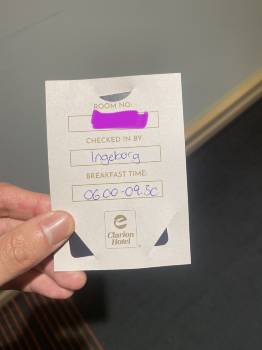 ROOM NO:
CHECKED IN BY
Ingeborg
BREAKFAST TIME:
06.00-09.30
Clarion
Hotel